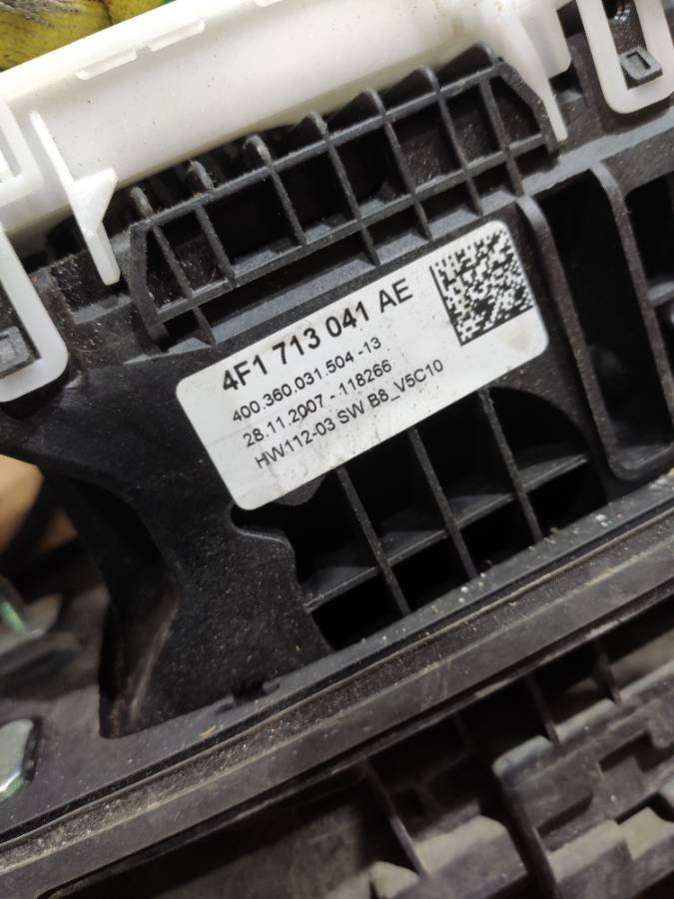 4F1 713 041 AE
400.360.031.504 -13
28.11.2007 - 118266
HW112-03 SW B8_V5C10